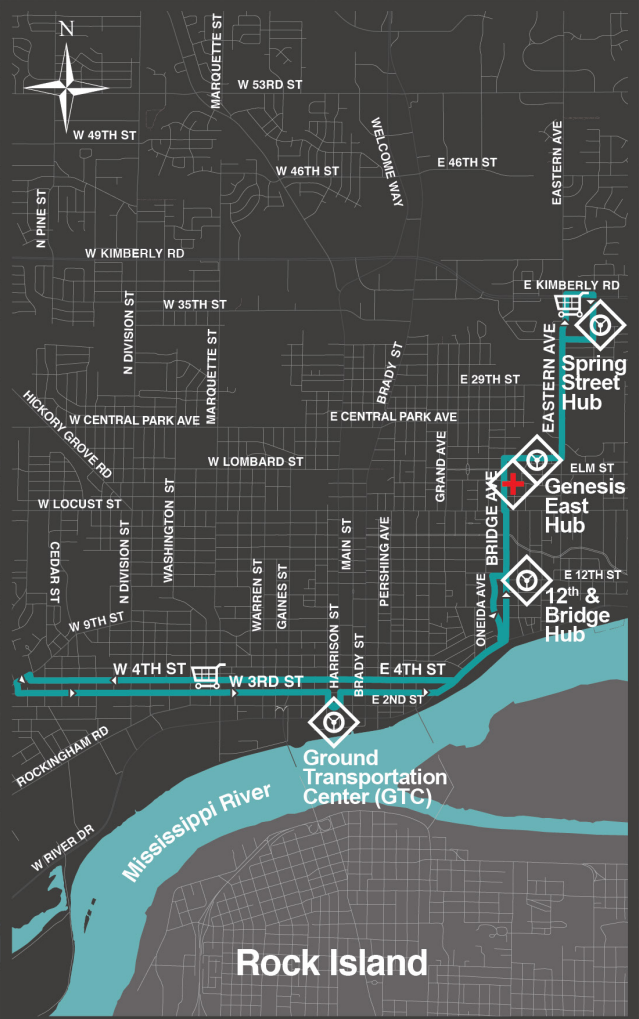 N
MARQUETTE ST
W 53RD ST
WELCOME WAY
EASTERN AVE
W 49TH ST
W 46TH ST
E 46TH ST
N PINE ST
W KIMBERLY RD
E KIMBERLY RD
N DIVISION ST
W 35TH ST
MARQUETTE ST
BRADY ST
EASTERN AVE
Spring
Street
Hub
E 29TH ST
HICKORY GROVE RD
W CENTRAL PARK AVE
E CENTRAL PARK AVE
GRAND AVE
W LOMBARD ST
ELM ST
Genesis
East
Hub
BRIDGE AVE
W LOCUST ST
WASHINGTON ST
N DIVISION ST
CEDAR ST
MAIN ST
PERSHING AVE
WARREN ST
GAINES ST
E 12TH ST
12th &
Bridge
Hub
ONEIDA AVE
W 9TH ST
HARRISON ST
BRADY ST
W 4TH ST
E 4TH ST
W 3RD ST
E 2ND ST
ROCKINGHAM RD
Ground
Transportation
Center (GTC)
Mississippi River
W RIVER DR
Rock Island